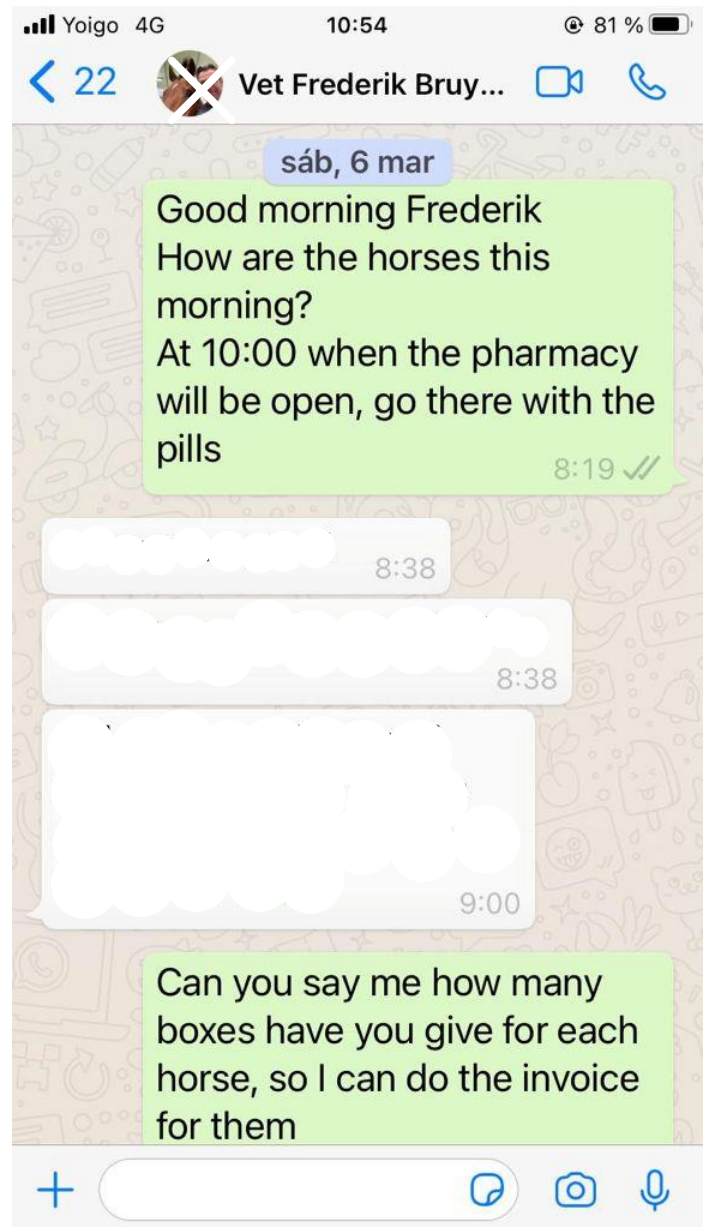 Yoigo 4G 10:54 81 %
22 Vet Frederik Bruy...
sáb, 6 mar
Good morning Frederik
How are the horses this
morning?
At 10:00 when the pharmacy
will be open, go there with the
pills
8:19
8:38
8:38
9:00
Can you say me how many
boxes have you give for each
horse, so I can do the invoice
for them